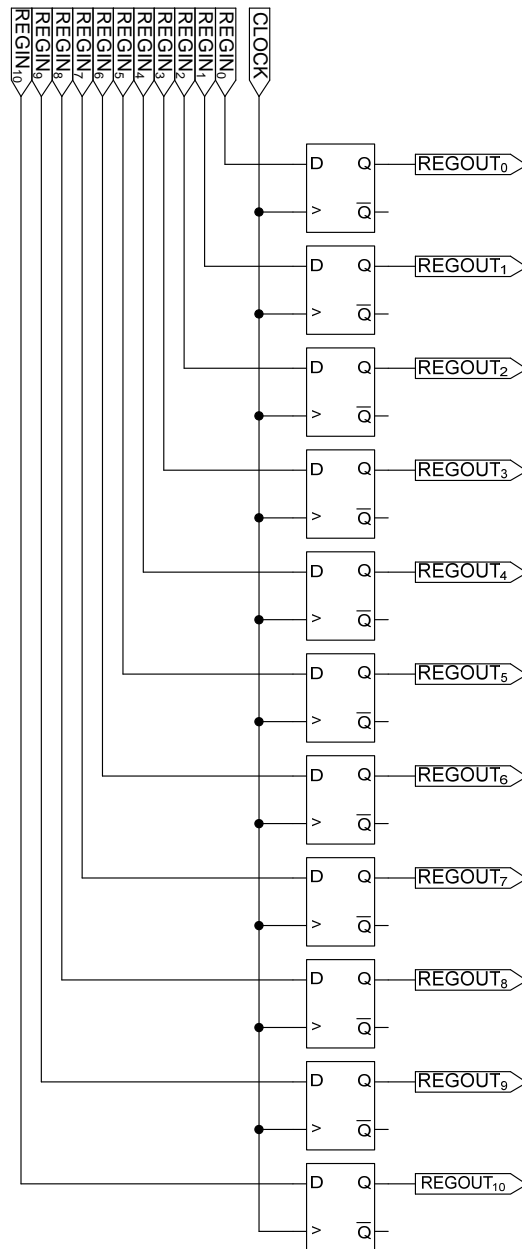 REGIN₁₀
REGIN₉
REGIN₈
REGIN₇
REGIN₆
REGIN₅
REGIN₄
REGIN₃
REGIN₂
REGIN₁
REGIN₀
CLOCK
D Q
REGOUT₀
> Q̅
D Q
REGOUT₁
> Q̅
D Q
REGOUT₂
> Q̅
D Q
REGOUT₃
> Q̅
D Q
REGOUT₄
> Q̅
D Q
REGOUT₅
> Q̅
D Q
REGOUT₆
> Q̅
D Q
REGOUT₇
> Q̅
D Q
REGOUT₈
> Q̅
D Q
REGOUT₉
> Q̅
D Q
REGOUT₁₀
> Q̅